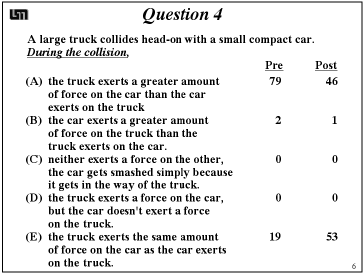 Question 4
A large truck collides head-on with a small compact car.
During the collision,
Pre Post
(A) the truck exerts a greater amount 79 46
of force on the car than the car
exerts on the truck
(B) the car exerts a greater amount 2 1
of force on the truck than the
truck exerts on the car.
(C) neither exerts a force on the other, 0 0
the car gets smashed simply because
it gets in the way of the truck.
(D) the truck exerts a force on the car, 0 0
but the car doesn't exert a force
on the truck.
(E) the truck exerts the same amount 19 53
of force on the car as the car exerts
on the truck.
6